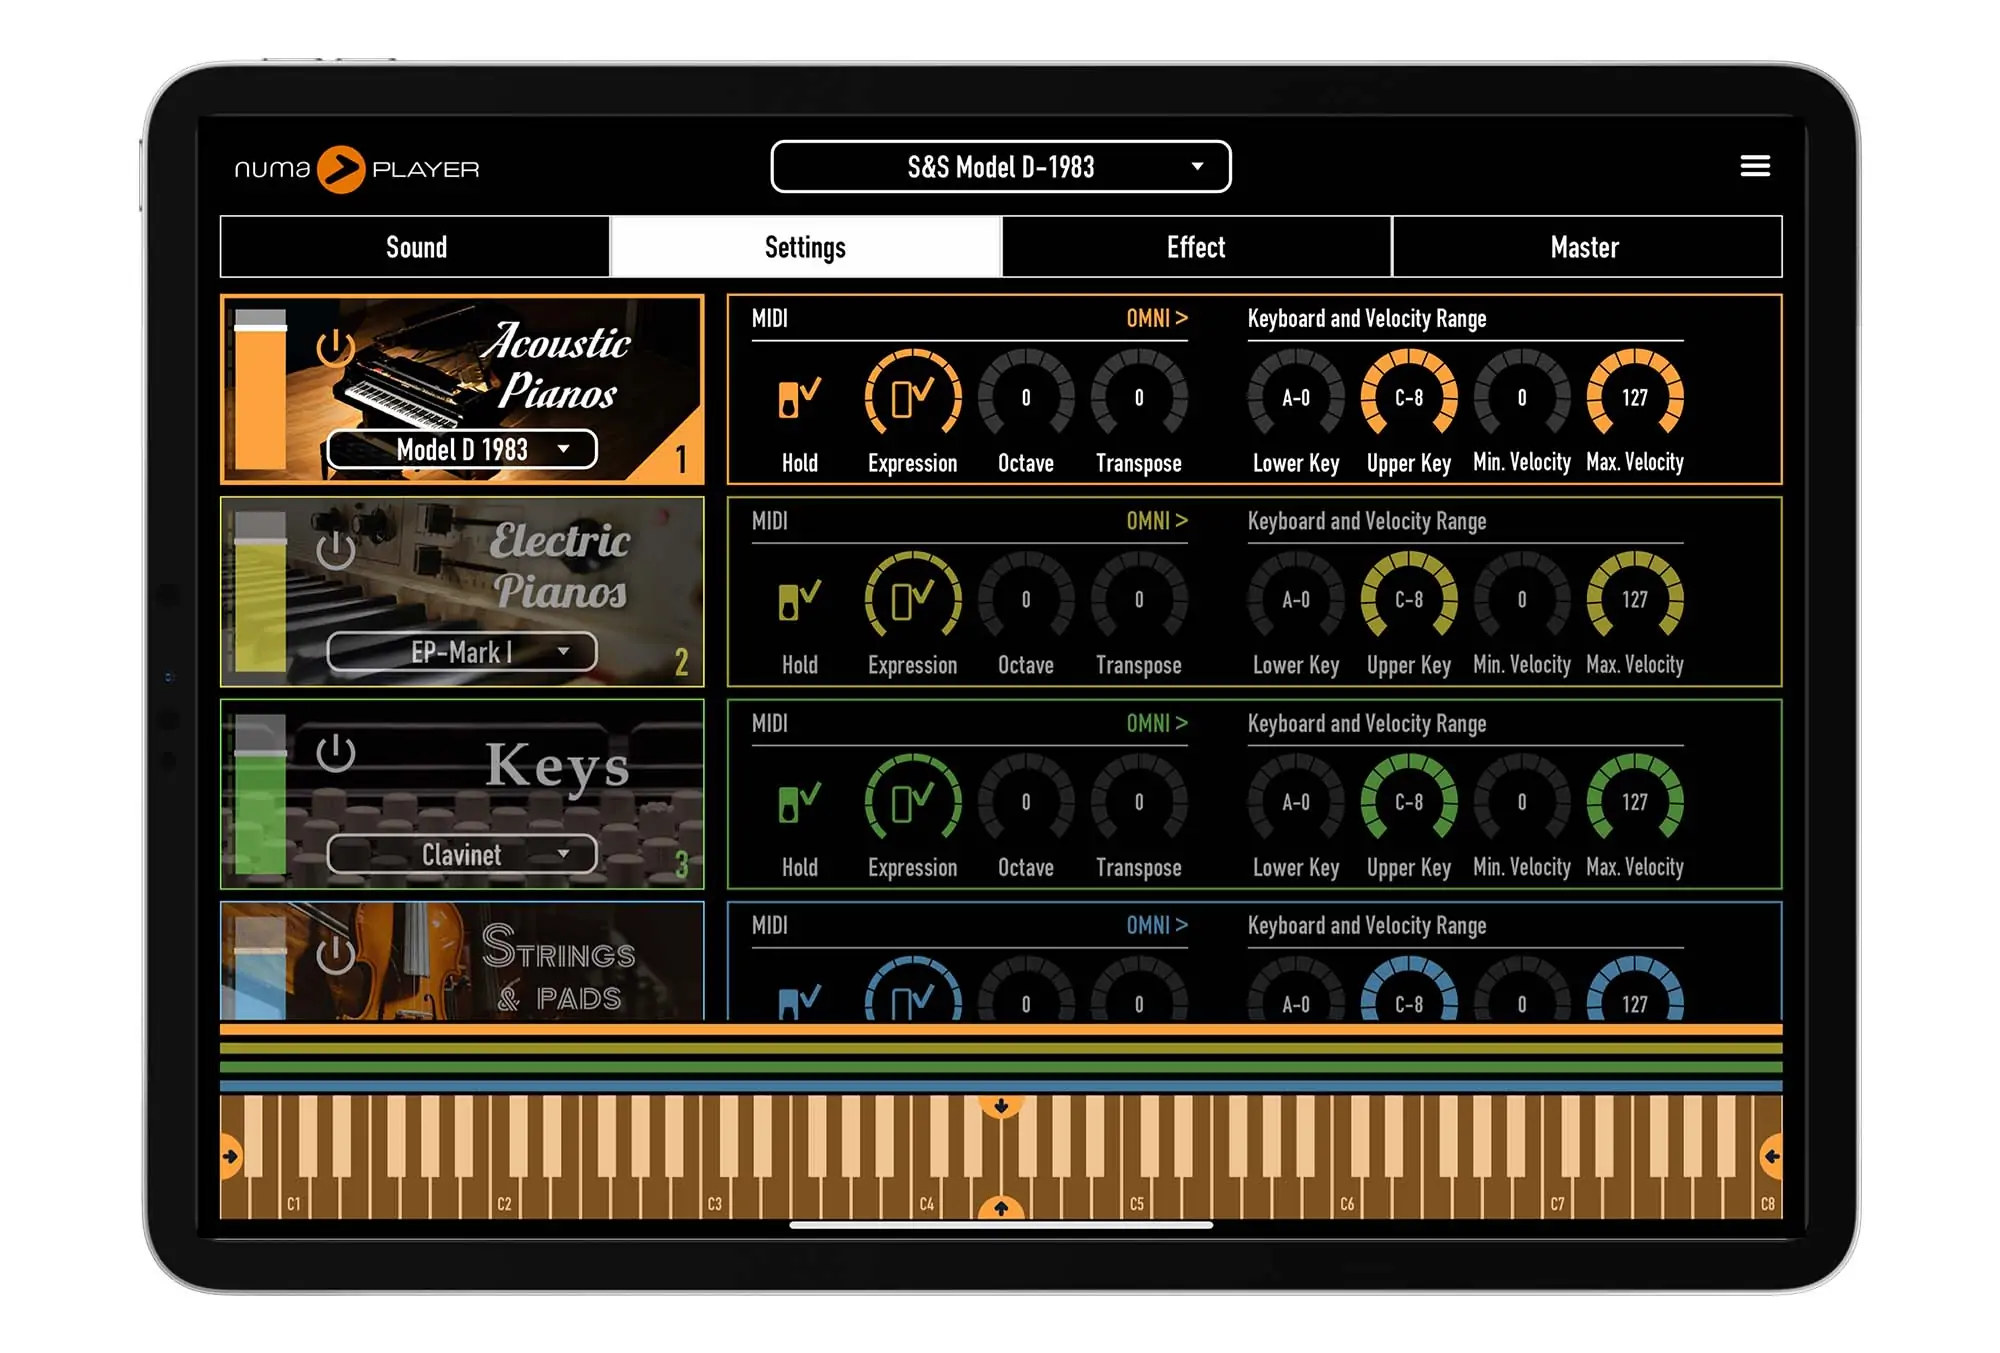 numa PLAYER
S&S Model D-1983
Sound Settings Effect Master
Acoustic
Pianos
Model D 1983
1
MIDI OMNI > Keyboard and Velocity Range
0 0 A-0 C-8 0 127
Hold Expression Octave Transpose Lower Key Upper Key Min. Velocity Max. Velocity
Electric
Pianos
EP-Mark I
2
MIDI OMNI > Keyboard and Velocity Range
0 0 A-0 C-8 0 127
Hold Expression Octave Transpose Lower Key Upper Key Min. Velocity Max. Velocity
Keys
Clavinet
3
MIDI OMNI > Keyboard and Velocity Range
0 0 A-0 C-8 0 127
Hold Expression Octave Transpose Lower Key Upper Key Min. Velocity Max. Velocity
STRINGS
& PADS
MIDI OMNI > Keyboard and Velocity Range
0 0 A-0 C-8 0 127
C1 C2 C3 C4 C5 C6 C7 C8